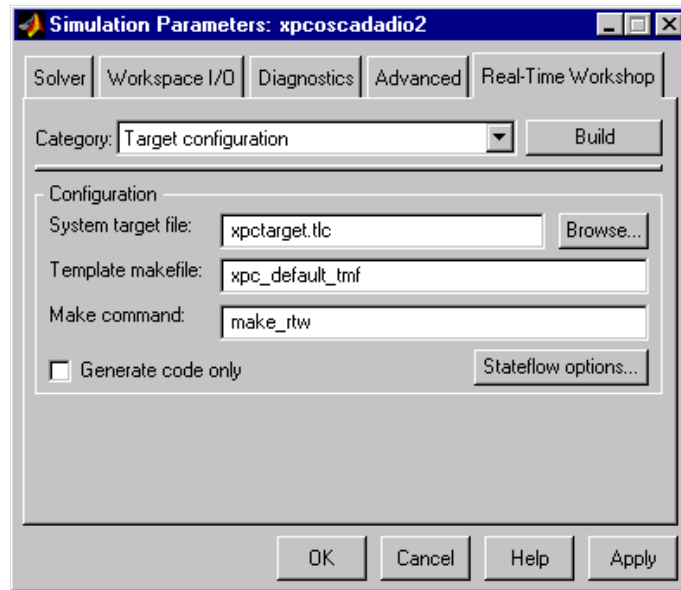 Simulation Parameters: xpcoscadadio2
Solver Workspace I/O Diagnostics Advanced Real-Time Workshop
Category: Target configuration Build
Configuration
System target file: xpctarget.tlc Browse...
Template makefile: xpc_default_tmf
Make command: make_rtw
Generate code only Stateflow options...
OK Cancel Help Apply